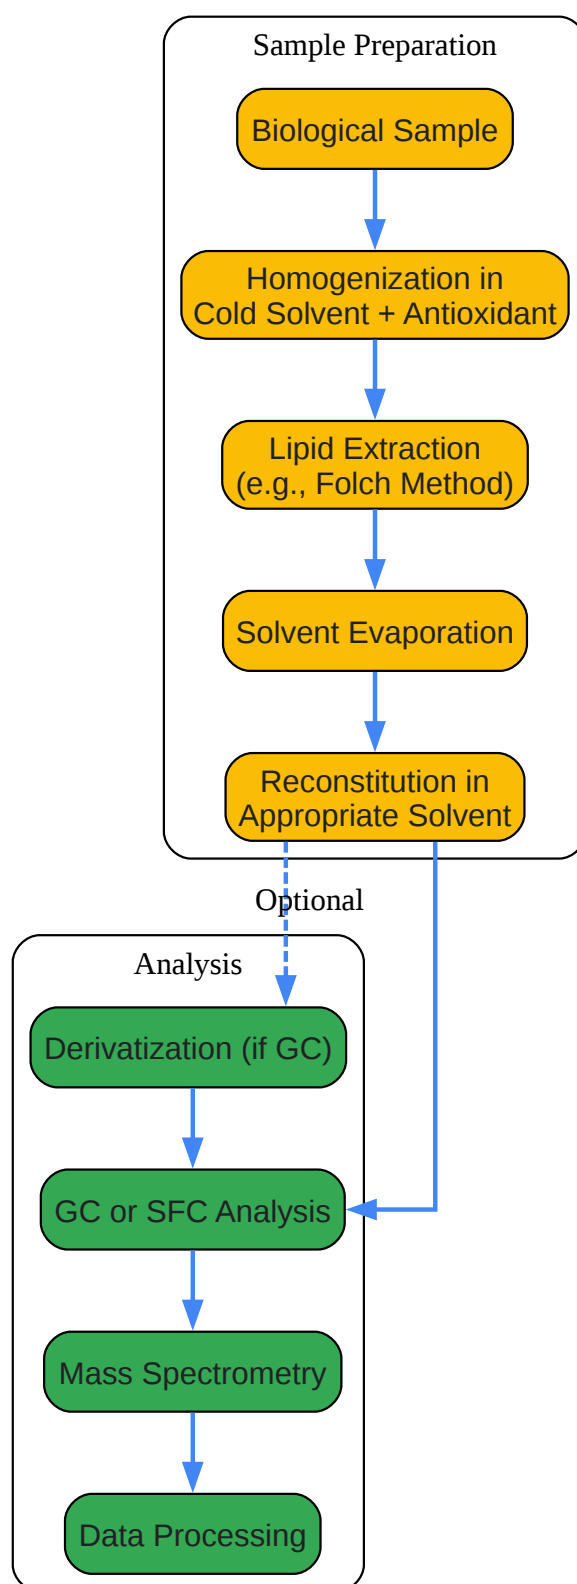 Sample Preparation
Biological Sample
Homogenization in
Cold Solvent + Antioxidant
Lipid Extraction
(e.g., Folch Method)
Solvent Evaporation
Reconstitution in
Appropriate Solvent
Optional
Analysis
Derivatization (if GC)
GC or SFC Analysis
Mass Spectrometry
Data Processing